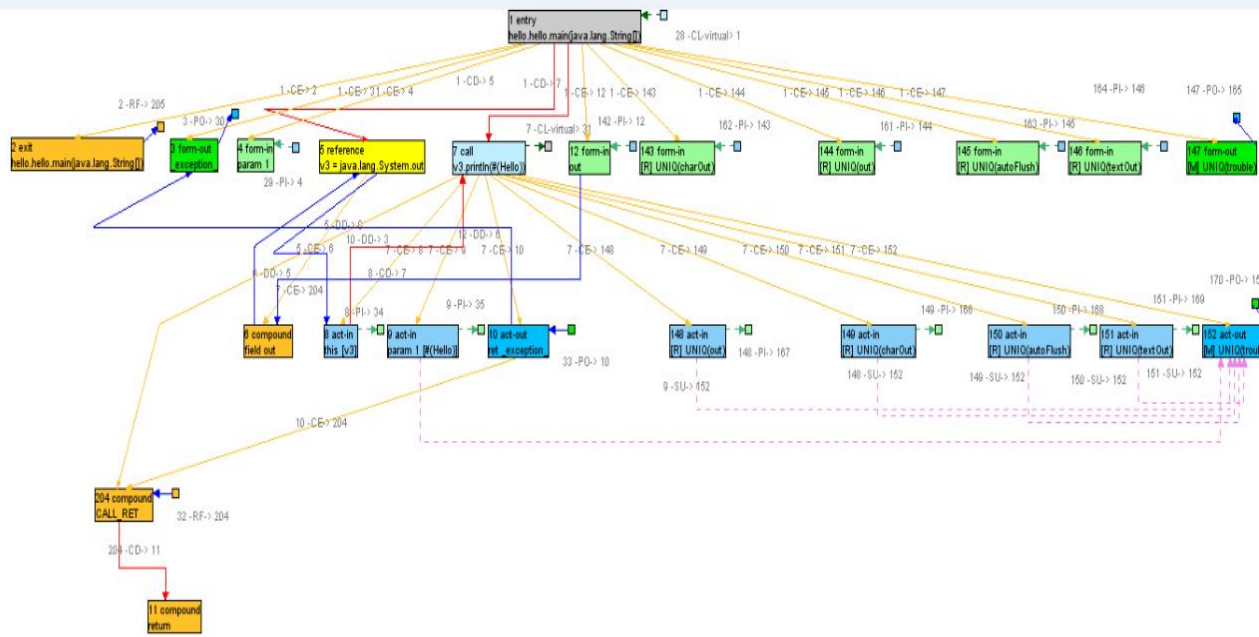 1 entry
hello.hello.main(java.lang.String[])
28 -CL-virtual> 1
1 -CD-> 5
1 -CD-> 7
1 -CE-> 2
1 -CE-> 3
1 -CE-> 4
1 -CE-> 12
1 -CE-> 143
1 -CE-> 144
1 -CE-> 145
1 -CE-> 146
1 -CE-> 147
164 -PI-> 146
147 -PO-> 165
2 -RF-> 205
3 -PO-> 30
7 -CL-virtual> 31
142 -PI-> 12
162 -PI-> 143
161 -PI-> 144
163 -PI-> 145
2 exit
hello.hello.main(java.lang.String[])
3 form-out
_exception_
4 form-in
param 1
5 reference
v3 = java.lang.System.out
7 call
v3.println(#(Hello))
12 form-in
out
143 form-in
[R] UNIQ(charOut)
144 form-in
[R] UNIQ(out)
145 form-in
[R] UNIQ(autoFlush)
146 form-in
[R] UNIQ(textOut)
147 form-out
[M] UNIQ(trouble)
29 -PI-> 4
5 -DD-> 8
12 -DD-> 6
10 -DD-> 3
5 -CE-> 6
7 -CE-> 8
7 -CE-> 9
7 -CE-> 10
7 -CE-> 148
7 -CE-> 149
7 -CE-> 150
7 -CE-> 151
7 -CE-> 152
6 -DD-> 5
8 -CD-> 7
7 -CE-> 204
170 -PO-> 15
8 -PI-> 34
9 -PI-> 35
149 -PI-> 166
150 -PI-> 168
151 -PI-> 169
6 compound
field out
8 act-in
this [v3]
9 act-in
param 1 [#(Hello)]
10 act-out
ret _exception_
148 act-in
[R] UNIQ(out)
149 act-in
[R] UNIQ(charOut)
150 act-in
[R] UNIQ(autoFlush)
151 act-in
[R] UNIQ(textOut)
152 act-out
[M] UNIQ(troubl
33 -PO-> 10
148 -PI-> 167
9 -SU-> 152
148 -SU-> 152
149 -SU-> 152
150 -SU-> 152
151 -SU-> 152
10 -CE-> 204
204 compound
CALL_RET
32 -RF-> 204
204 -CD-> 11
11 compound
return